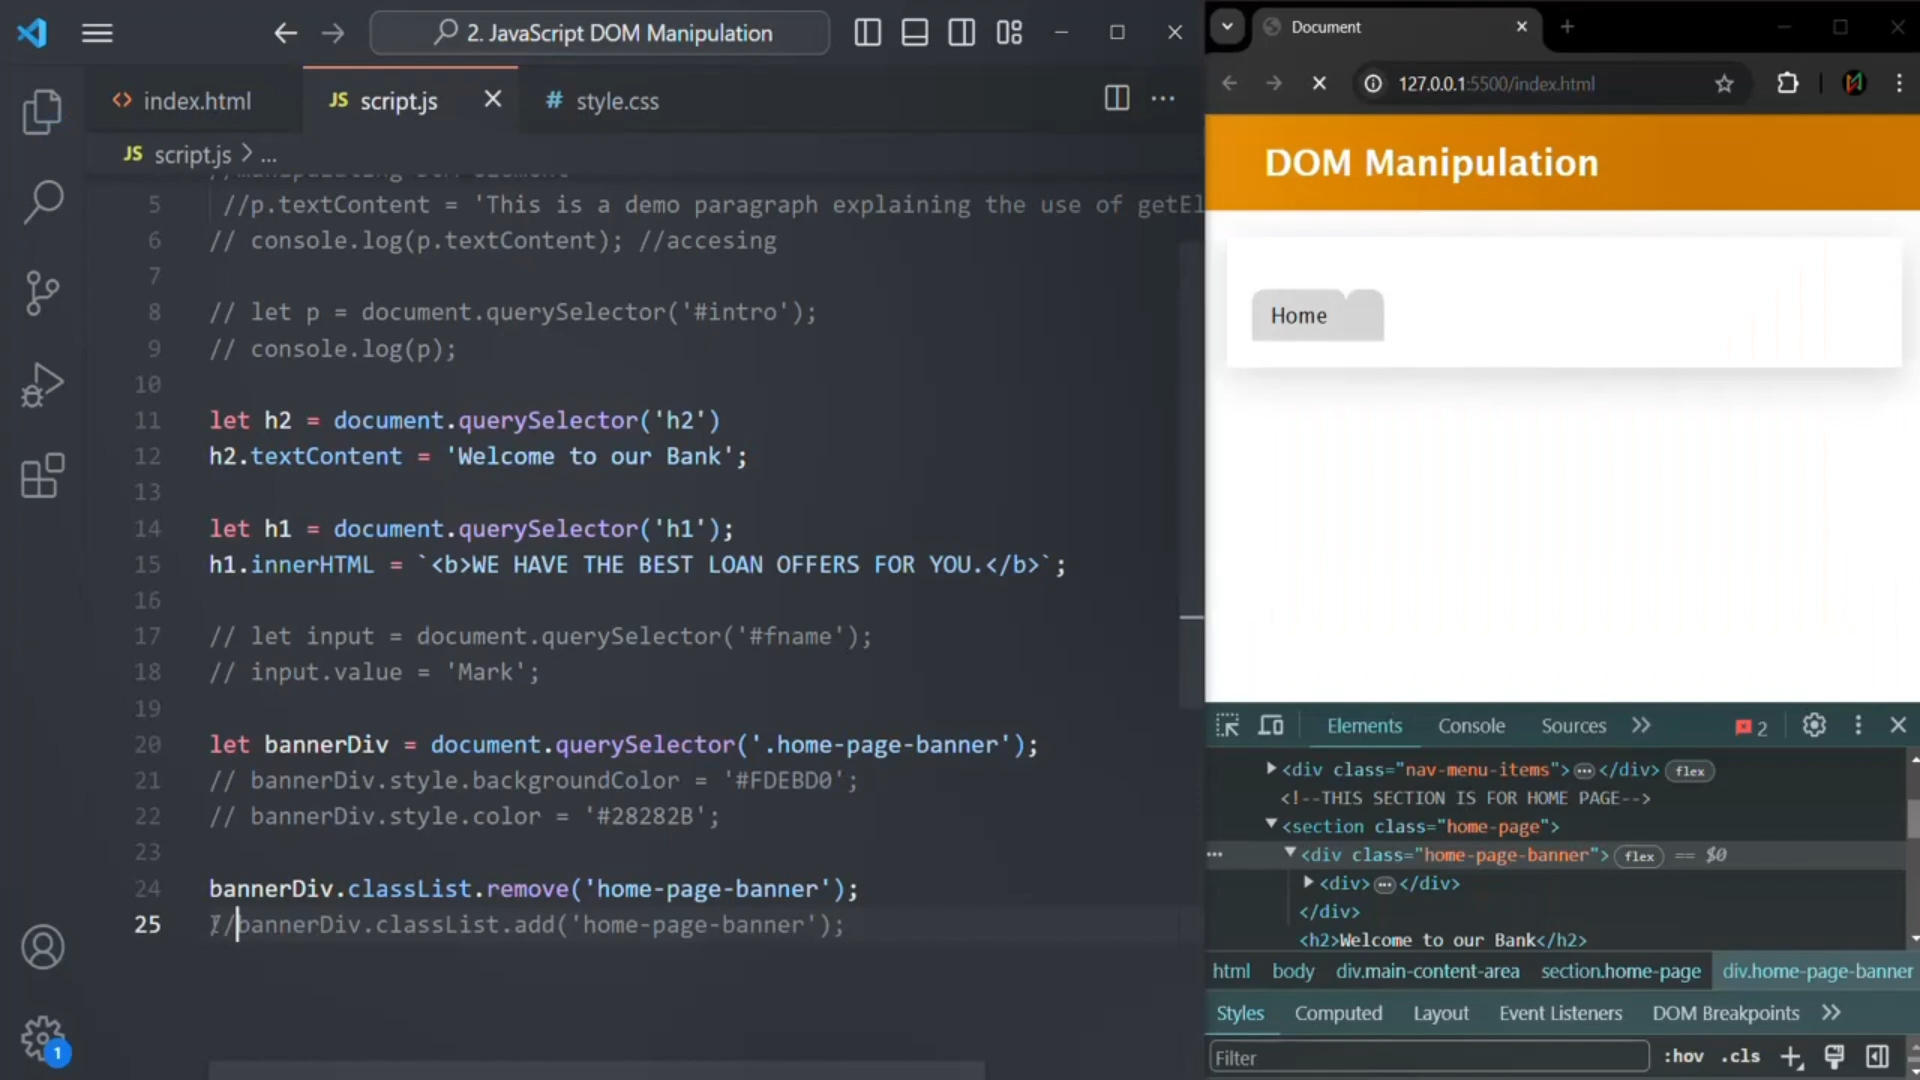 2. JavaScript DOM Manipulation
index.html
JS script.js
# style.css
JS script.js > ...
5 //p.textContent = 'This is a demo paragraph explaining the use of getEl
6 // console.log(p.textContent); //accesing
7
8 // let p = document.querySelector('#intro');
9 // console.log(p);
10
11 let h2 = document.querySelector('h2')
12 h2.textContent = 'Welcome to our Bank';
13
14 let h1 = document.querySelector('h1');
15 h1.innerHTML = `<b>WE HAVE THE BEST LOAN OFFERS FOR YOU.</b>`;
16
17 // let input = document.querySelector('#fname');
18 // input.value = 'Mark';
19
20 let bannerDiv = document.querySelector('.home-page-banner');
21 // bannerDiv.style.backgroundColor = '#FDEBD0';
22 // bannerDiv.style.color = '#28282B';
23
24 bannerDiv.classList.remove('home-page-banner');
25 //bannerDiv.classList.add('home-page-banner');
1
Document
127.0.0.1:5500/index.html
DOM Manipulation
Home
Elements Console Sources 2
<div class="nav-menu-items">…</div> flex
<!--THIS SECTION IS FOR HOME PAGE-->
<section class="home-page">
... <div class="home-page-banner"> flex == $0
<div>…</div>
</div>
<h2>Welcome to our Bank</h2>
html body div.main-content-area section.home-page div.home-page-banner
Styles Computed Layout Event Listeners DOM Breakpoints
Filter :hov .cls